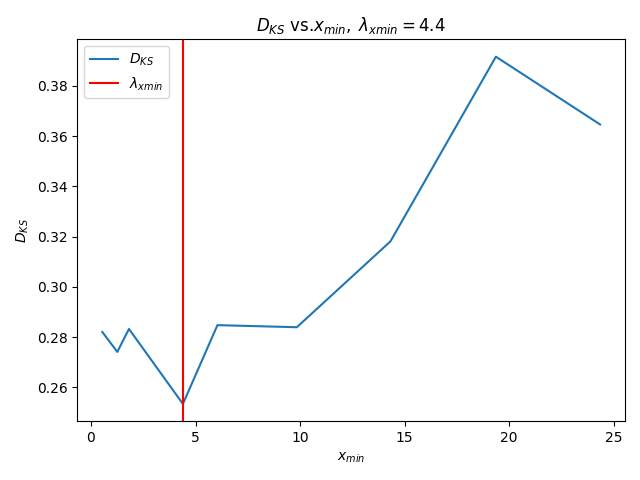 D_KS vs.x_min, λ_xmin = 4.4
D_KS
λ_xmin
0.38
0.36
0.34
0.32
0.30
0.28
0.26
D_KS
0 5 10 15 20 25
x_min